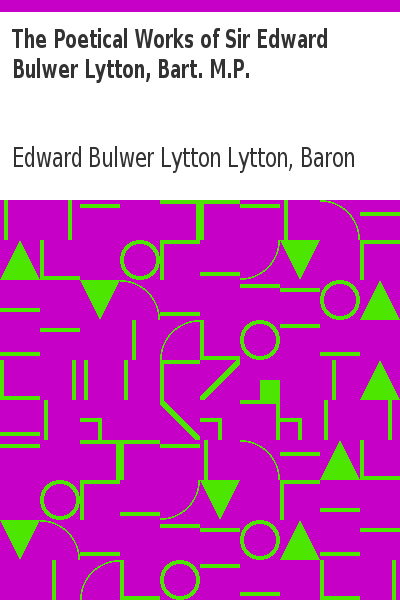 The Poetical Works of Sir Edward
Bulwer Lytton, Bart. M.P.
Edward Bulwer Lytton Lytton, Baron